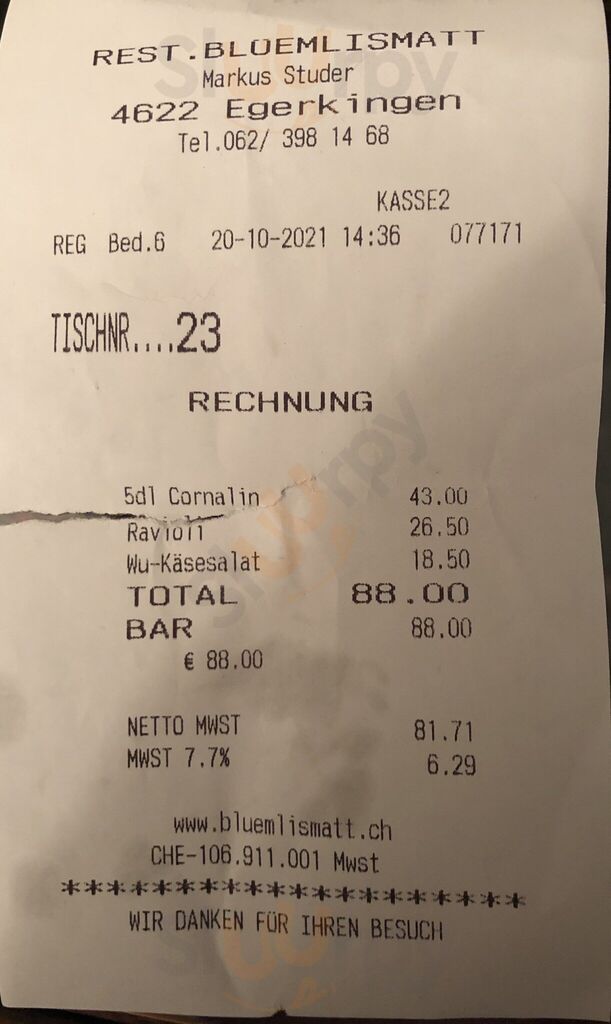 REST.BLUEMLISMATT
Markus Studer
4622 Egerkingen
Tel.062/ 398 14 68
KASSE2
REG Bed.6 20-10-2021 14:36 077171
TISCHNR....23
RECHNUNG
5dl Cornalin 43.00
Ravioli 26.50
Wu-Käsesalat 18.50
TOTAL 88.00
BAR 88.00
€ 88.00
NETTO MWST 81.71
MWST 7.7% 6.29
www.bluemlismatt.ch
CHE-106.911.001 Mwst
********************
WIR DANKEN FÜR IHREN BESUCH
Sluurpy
Sluurpy
Sluurpy